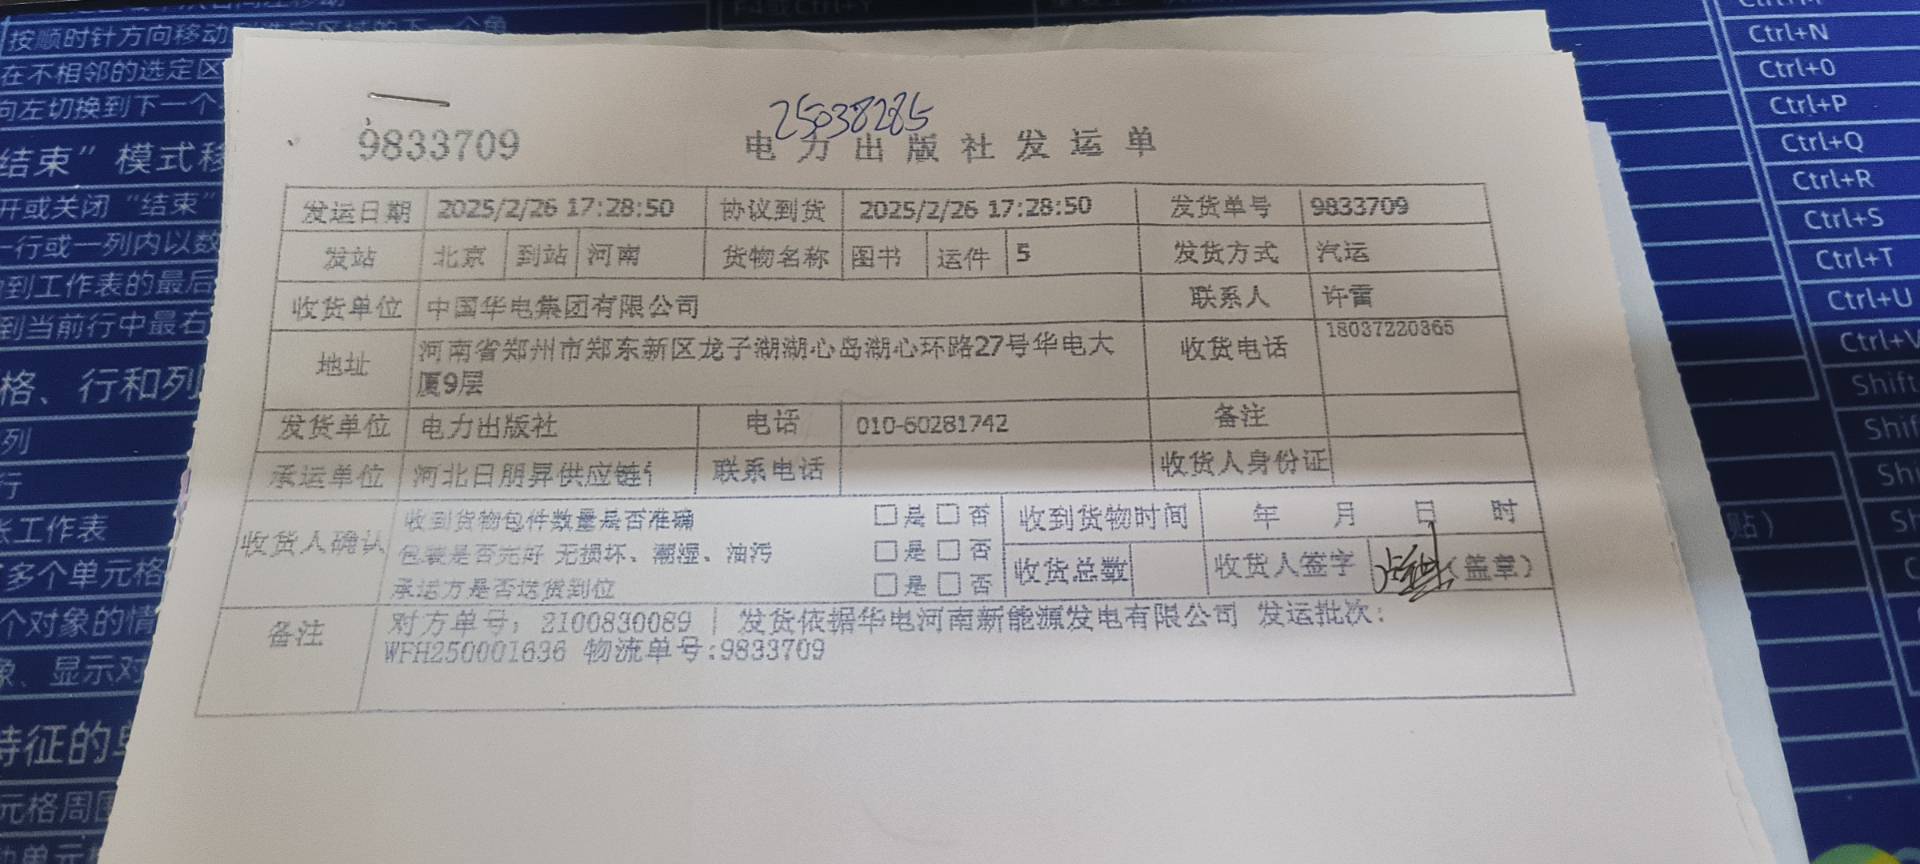 25038285
9833709 电力出版社发运单
发运日期 2025/2/26 17:28:50 协议到货 2025/2/26 17:28:50 发货单号 9833709
发站 北京 到站 河南 货物名称 图书 运件 5 发货方式 汽运
收货单位 中国华电集团有限公司 联系人 许雷
地址 河南省郑州市郑东新区龙子湖湖心岛湖心环路27号华电大 收货电话 18037220365
厦9层
发货单位 电力出版社 电话 010-60281742 备注
承运单位 河北日朋昇供应链 联系电话 收货人身份证
收货人确认 收到货物包件数量是否准确 □是□否 收到货物时间 年 月 日 时
包装是否完好 无损坏、潮湿、油污 □是□否
承运方是否送货到位 □是□否 收货总数 收货人签字 (盖章)
备注 对方单号: 2100830089 | 发货依据华电河南新能源发电有限公司 发运批次:
WFH250001636 物流单号:9833709
按顺时针方向移动
在不相邻的选定区
向左切换到下一个
结束”模式移
开或关闭“结束”
一行或一列内以数
到工作表的最后
到当前行中最右
格、行和列
列
行
张工作表
多个单元格
个对象的情
象、显示对
特征的单
元格周围
F4或Ctrl+Y
Ctrl+N
Ctrl+O
Ctrl+P
Ctrl+Q
Ctrl+R
Ctrl+S
Ctrl+T
Ctrl+U
Ctrl+V
Shift
贴)